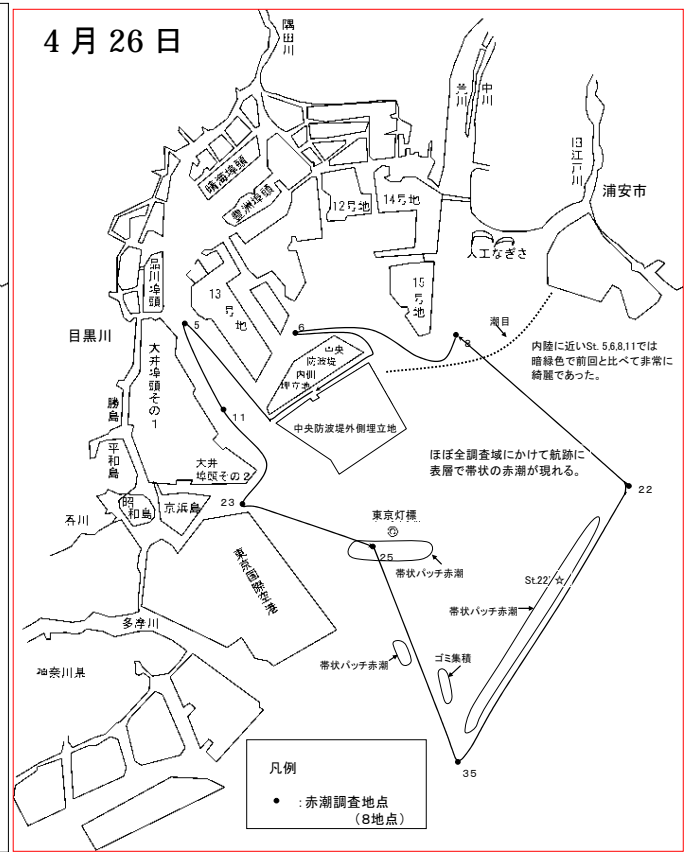 4月26日
隅田川
荒川
中川
旧江戸川
浦安市
晴海埠頭
豊洲埠頭
12号地
14号地
人工なぎさ
品川埠頭
13号地
15号地
目黒川
5
6
8
潮目
内陸に近いSt. 5,6,8,11では
暗緑色で前回と比べて非常に
綺麗であった。
大井埠頭その1
中央
防波堤
内側
埋立地
11
中央防波堤外側埋立地
勝島
平和島
大井
埠頭その2
ほぼ全調査域にかけて航跡に
表層で帯状の赤潮が現れる。
22
昭和島
京浜島
23
呑川
東京灯標
25
帯状パッチ赤潮
St.22' ☆
帯状パッチ赤潮
東京国際空港
多摩川
帯状パッチ赤潮
ゴミ集積
神奈川県
35
凡例
● :赤潮調査地点
(8地点)